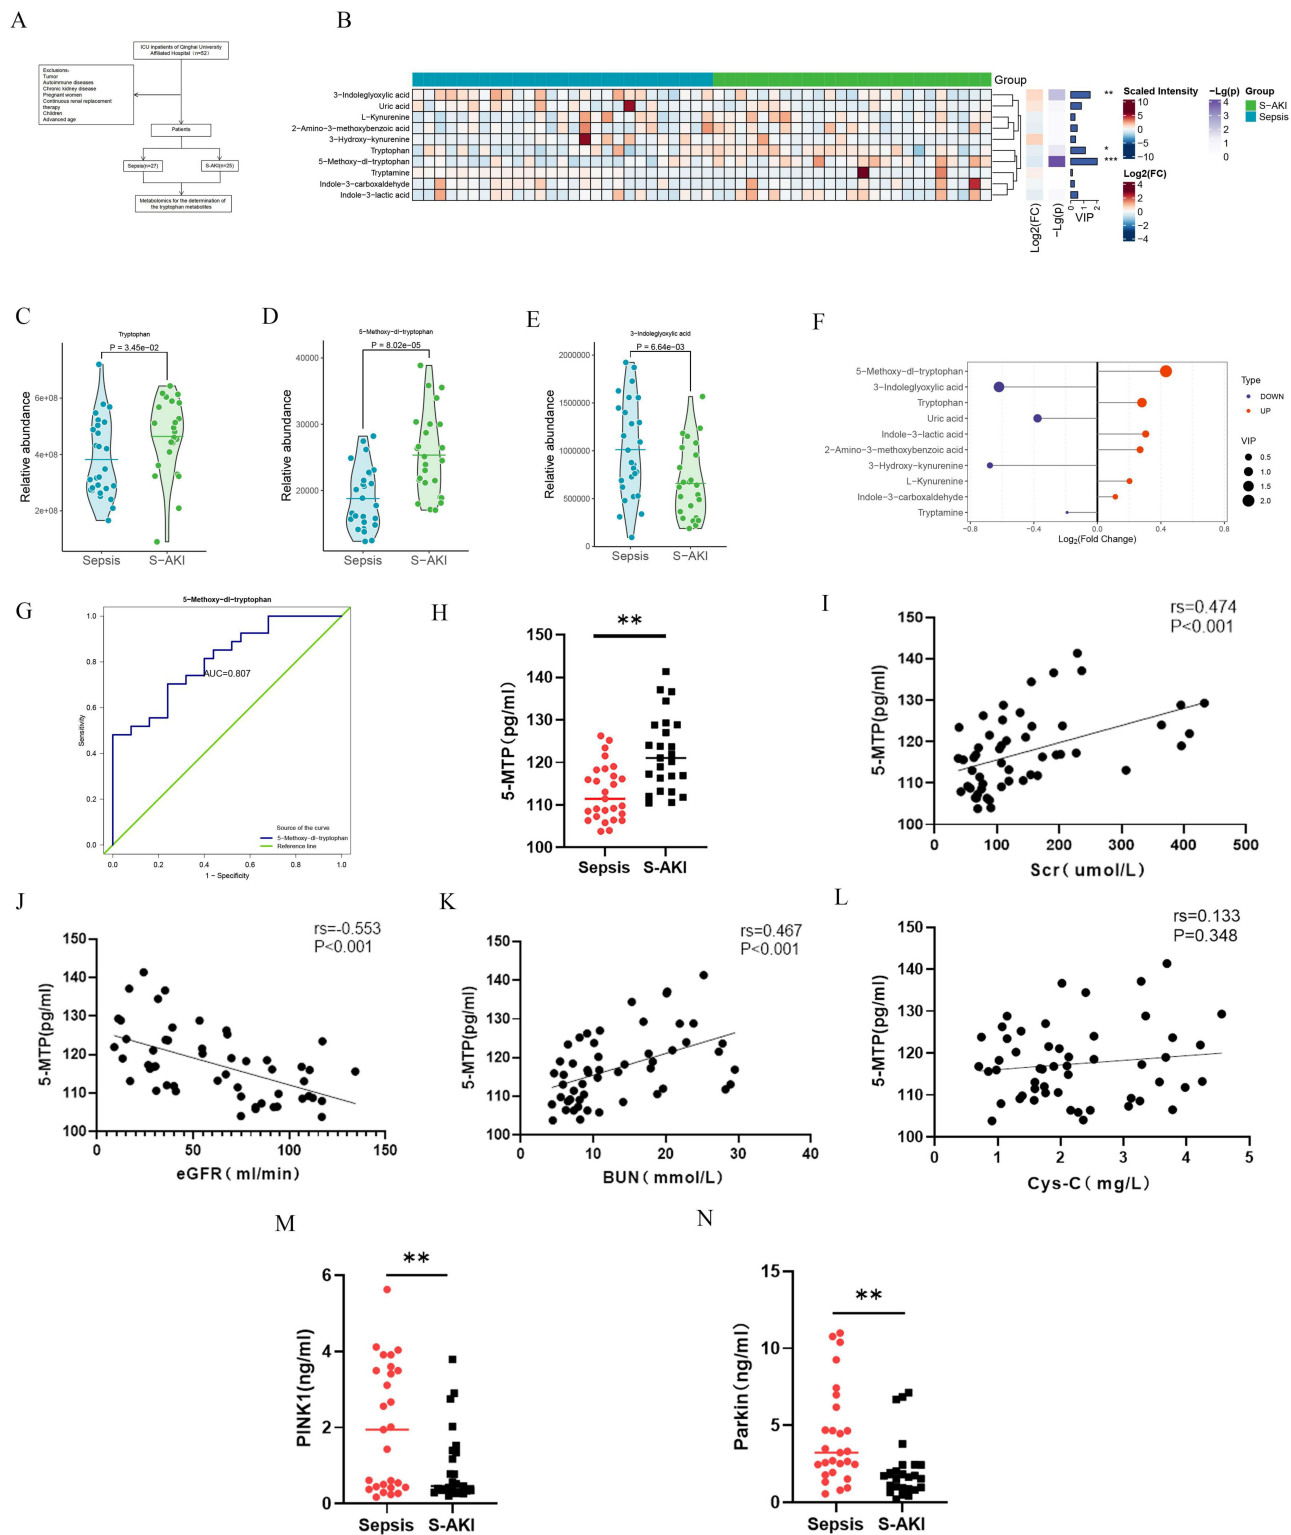 A
ICU inpatients of Qinghai University
Affiliated Hospital (n=52)
Exclusions:
Tumor
Autoimmune diseases
Chronic kidney disease
Pregnant women
Continuous renal replacement
therapy
Children
Advanced age
Patients
Sepsis(n=27)
S-AKI(n=25)
Metabolomics for the determination of
the tryptophan metabolites
B
Group
3-Indoleglyoxylic acid
Uric acid
L-Kynurenine
2-Amino-3-methoxybenzoic acid
3-Hydroxy-kynurenine
Tryptophan
5-Methoxy-dl-tryptophan
Tryptamine
Indole-3-carboxaldehyde
Indole-3-lactic acid
**
*
***
Log2(FC)
-Lg(p)
0 1 2
VIP
Scaled Intensity
10
5
0
-5
-10
Log2(FC)
4
2
0
-2
-4
-Lg(p)
4
3
2
1
0
Group
S-AKI
Sepsis
C
Tryptophan
P = 3.45e-02
Relative abundance
6e+08
4e+08
2e+08
Sepsis S-AKI
D
5-Methoxy-dl-tryptophan
P = 8.02e-05
Relative abundance
40000
30000
20000
Sepsis S-AKI
E
3-Indoleglyoxylic acid
P = 6.64e-03
Relative abundance
2000000
1500000
1000000
500000
0
Sepsis S-AKI
F
5-Methoxy-dl-tryptophan
3-Indoleglyoxylic acid
Tryptophan
Uric acid
Indole-3-lactic acid
2-Amino-3-methoxybenzoic acid
3-Hydroxy-kynurenine
L-Kynurenine
Indole-3-carboxaldehyde
Tryptamine
-0.8 -0.4 0.0 0.4 0.8
Log2(Fold Change)
Type
DOWN
UP
VIP
0.5
1.0
1.5
2.0
G
5-Methoxy-dl-tryptophan
Sensitivity
1.0
0.8
0.6
0.4
0.2
0.0
AUC=0.807
Source of the curve
5-Methoxy-dl-tryptophan
Reference line
0.0 0.2 0.4 0.6 0.8 1.0
1 - Specificity
H
**
5-MTP(pg/ml)
150
140
130
120
110
100
Sepsis S-AKI
I
rs=0.474
P<0.001
5-MTP(pg/ml)
150
140
130
120
110
100
0 100 200 300 400 500
Scr( umol/L)
J
rs=-0.553
P<0.001
5-MTP(pg/ml)
150
140
130
120
110
100
0 50 100 150
eGFR( ml/min)
K
rs=0.467
P<0.001
5-MTP(pg/ml)
150
140
130
120
110
100
0 10 20 30 40
BUN( mmol/L)
L
rs=0.133
P=0.348
5-MTP(pg/ml)
150
140
130
120
110
100
0 1 2 3 4 5
Cys-C( mg/L)
M
**
PINK1(ng/ml)
6
4
2
0
Sepsis S-AKI
N
**
Parkin(ng/ml)
15
10
5
0
Sepsis S-AKI